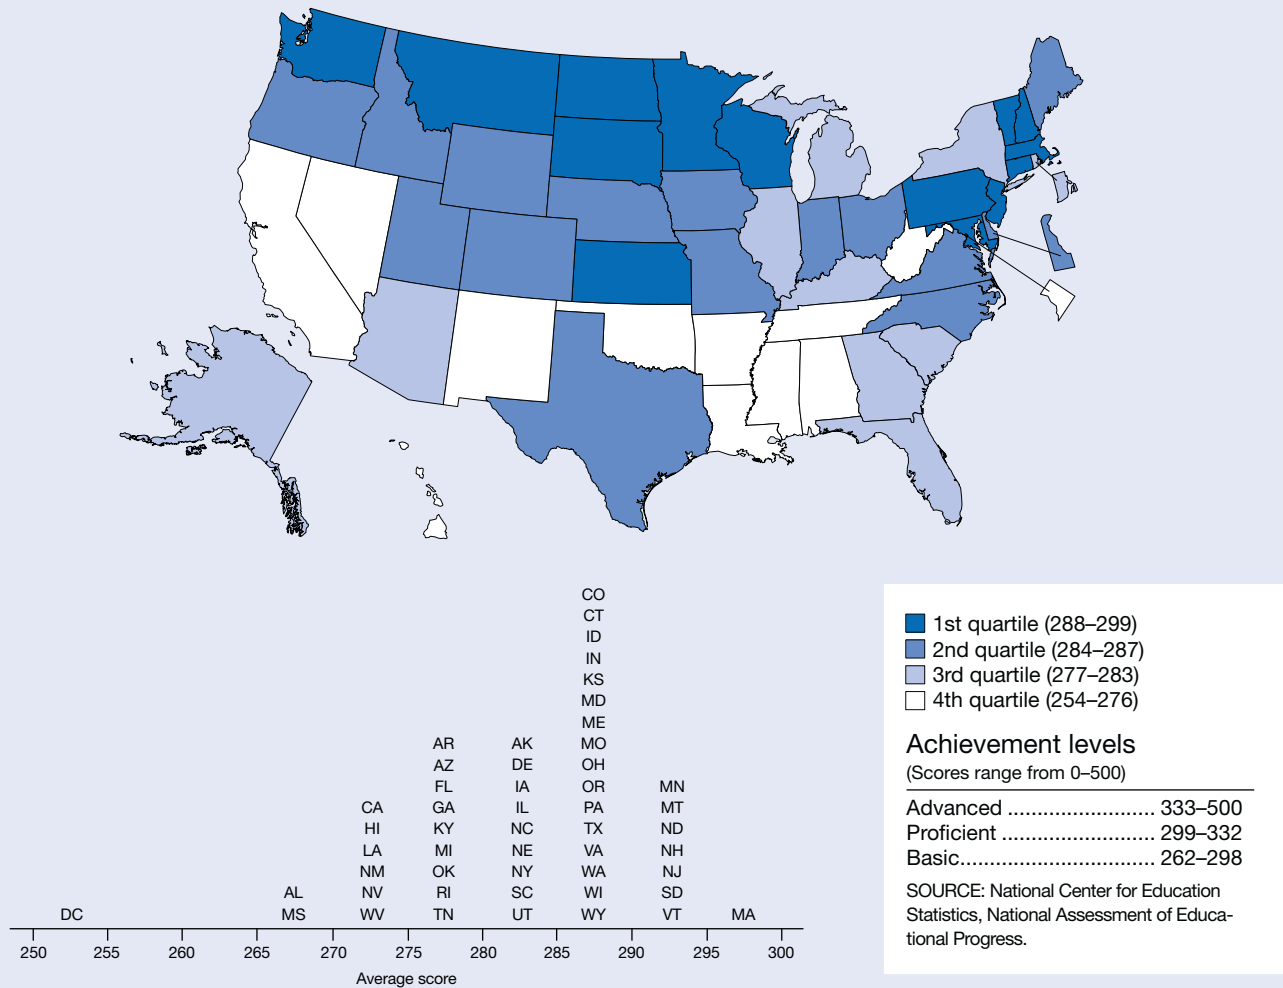 CO
CT
ID
IN
KS
MD
ME
AR AK MO
AZ DE OH
FL IA OR MN
CA GA IL PA MT
HI KY NC TX ND
LA MI NE VA NH
NM OK NY WA NJ
AL NV RI SC WI SD
DC MS WV TN UT WY VT MA
250 255 260 265 270 275 280 285 290 295 300
Average score
1st quartile (288–299)
2nd quartile (284–287)
3rd quartile (277–283)
4th quartile (254–276)
Achievement levels
(Scores range from 0–500)
Advanced ........................ 333–500
Proficient ......................... 299–332
Basic................................ 262–298
SOURCE: National Center for Education
Statistics, National Assessment of Educa-
tional Progress.